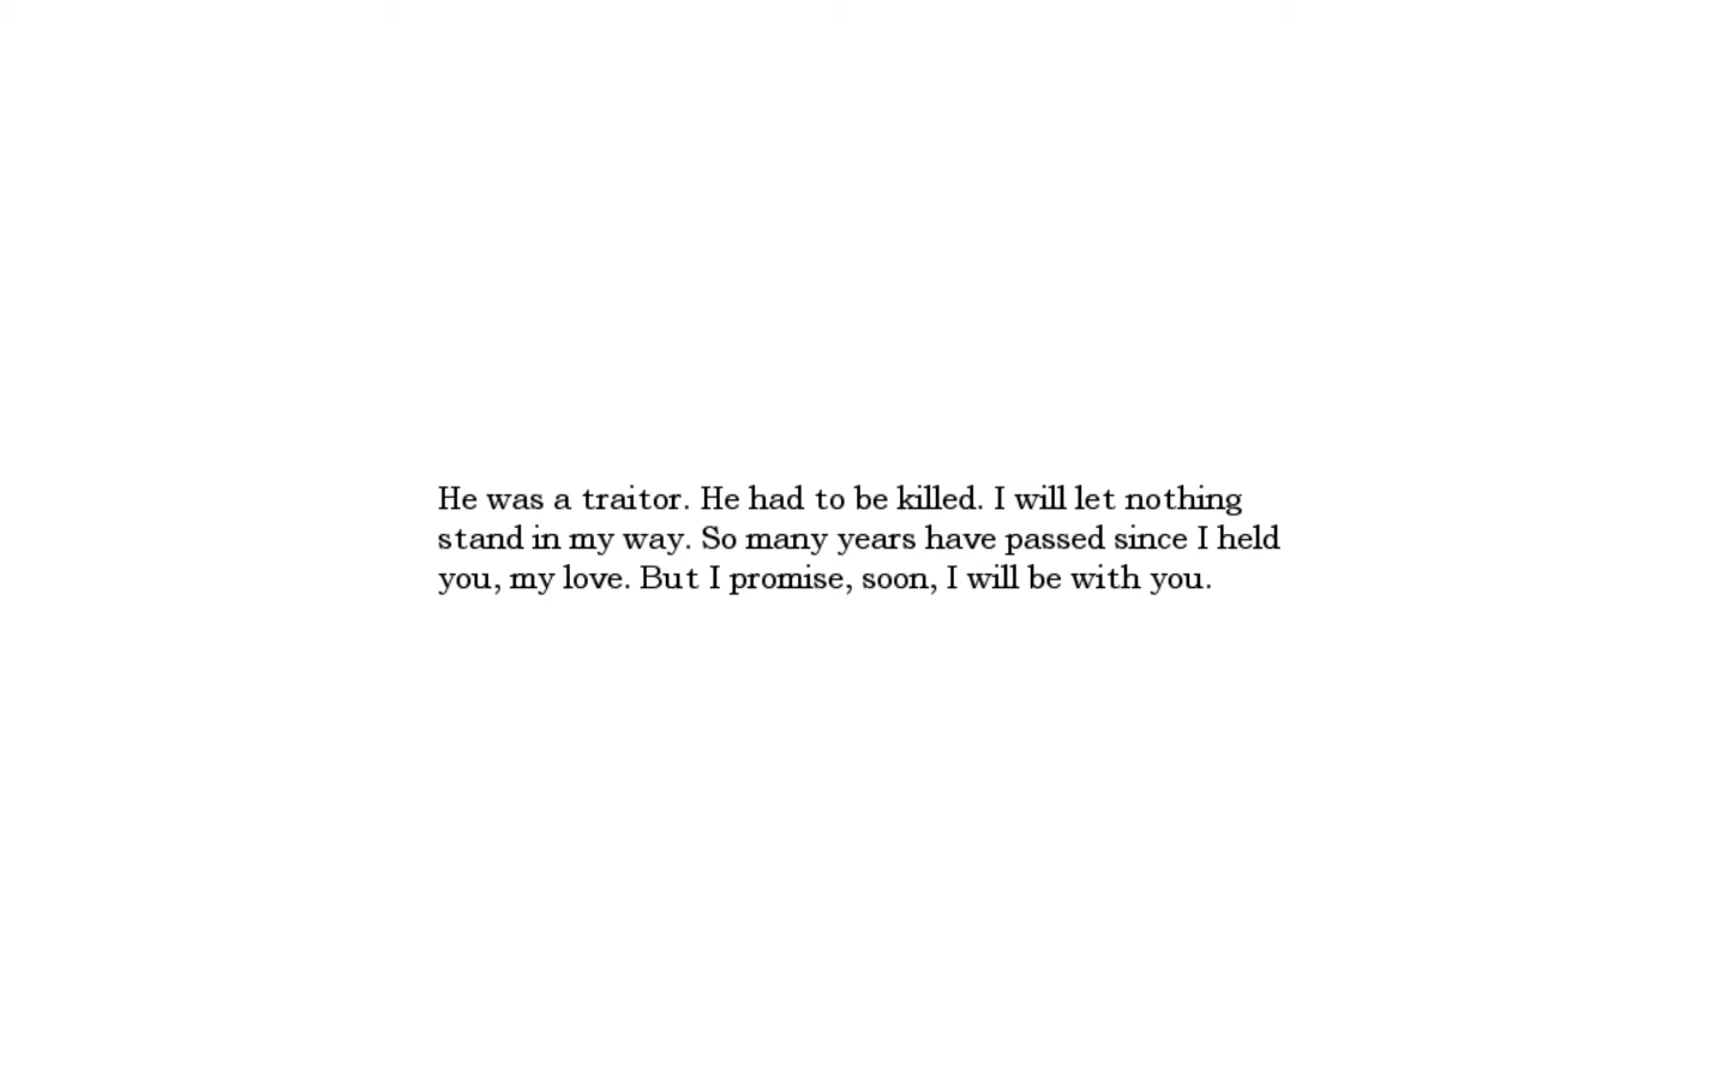 He was a traitor. He had to be killed. I will let nothing
stand in my way. So many years have passed since I held
you, my love. But I promise, soon, I will be with you.